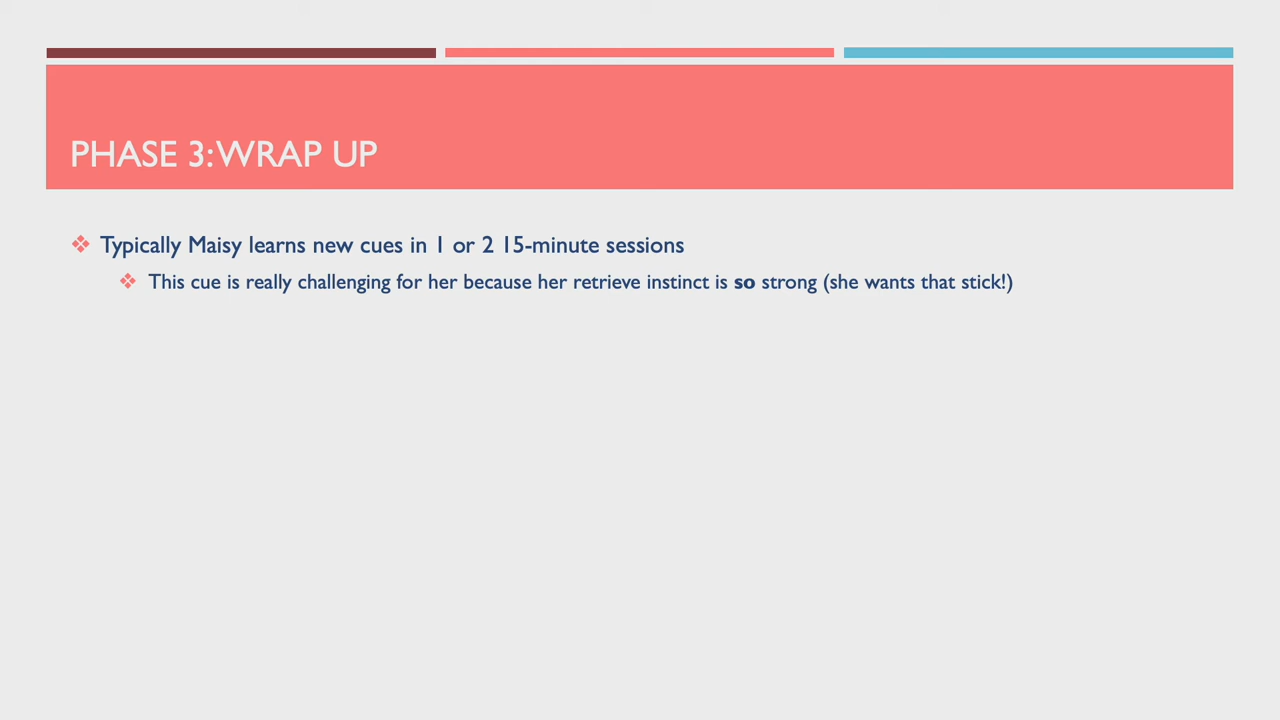 PHASE 3: WRAP UP
Typically Maisy learns new cues in 1 or 2 15-minute sessions
This cue is really challenging for her because her retrieve instinct is so strong (she wants that stick!)